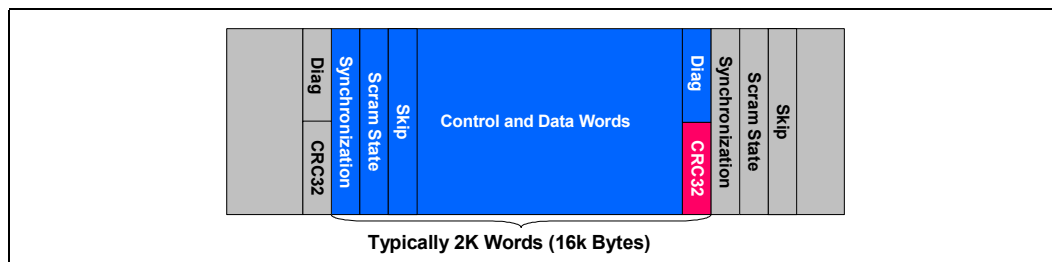 Diag
CRC32
Synchronization
Scram State
Skip
Control and Data Words
Diag
CRC32
Synchronization
Scram State
Skip
Typically 2K Words (16k Bytes)